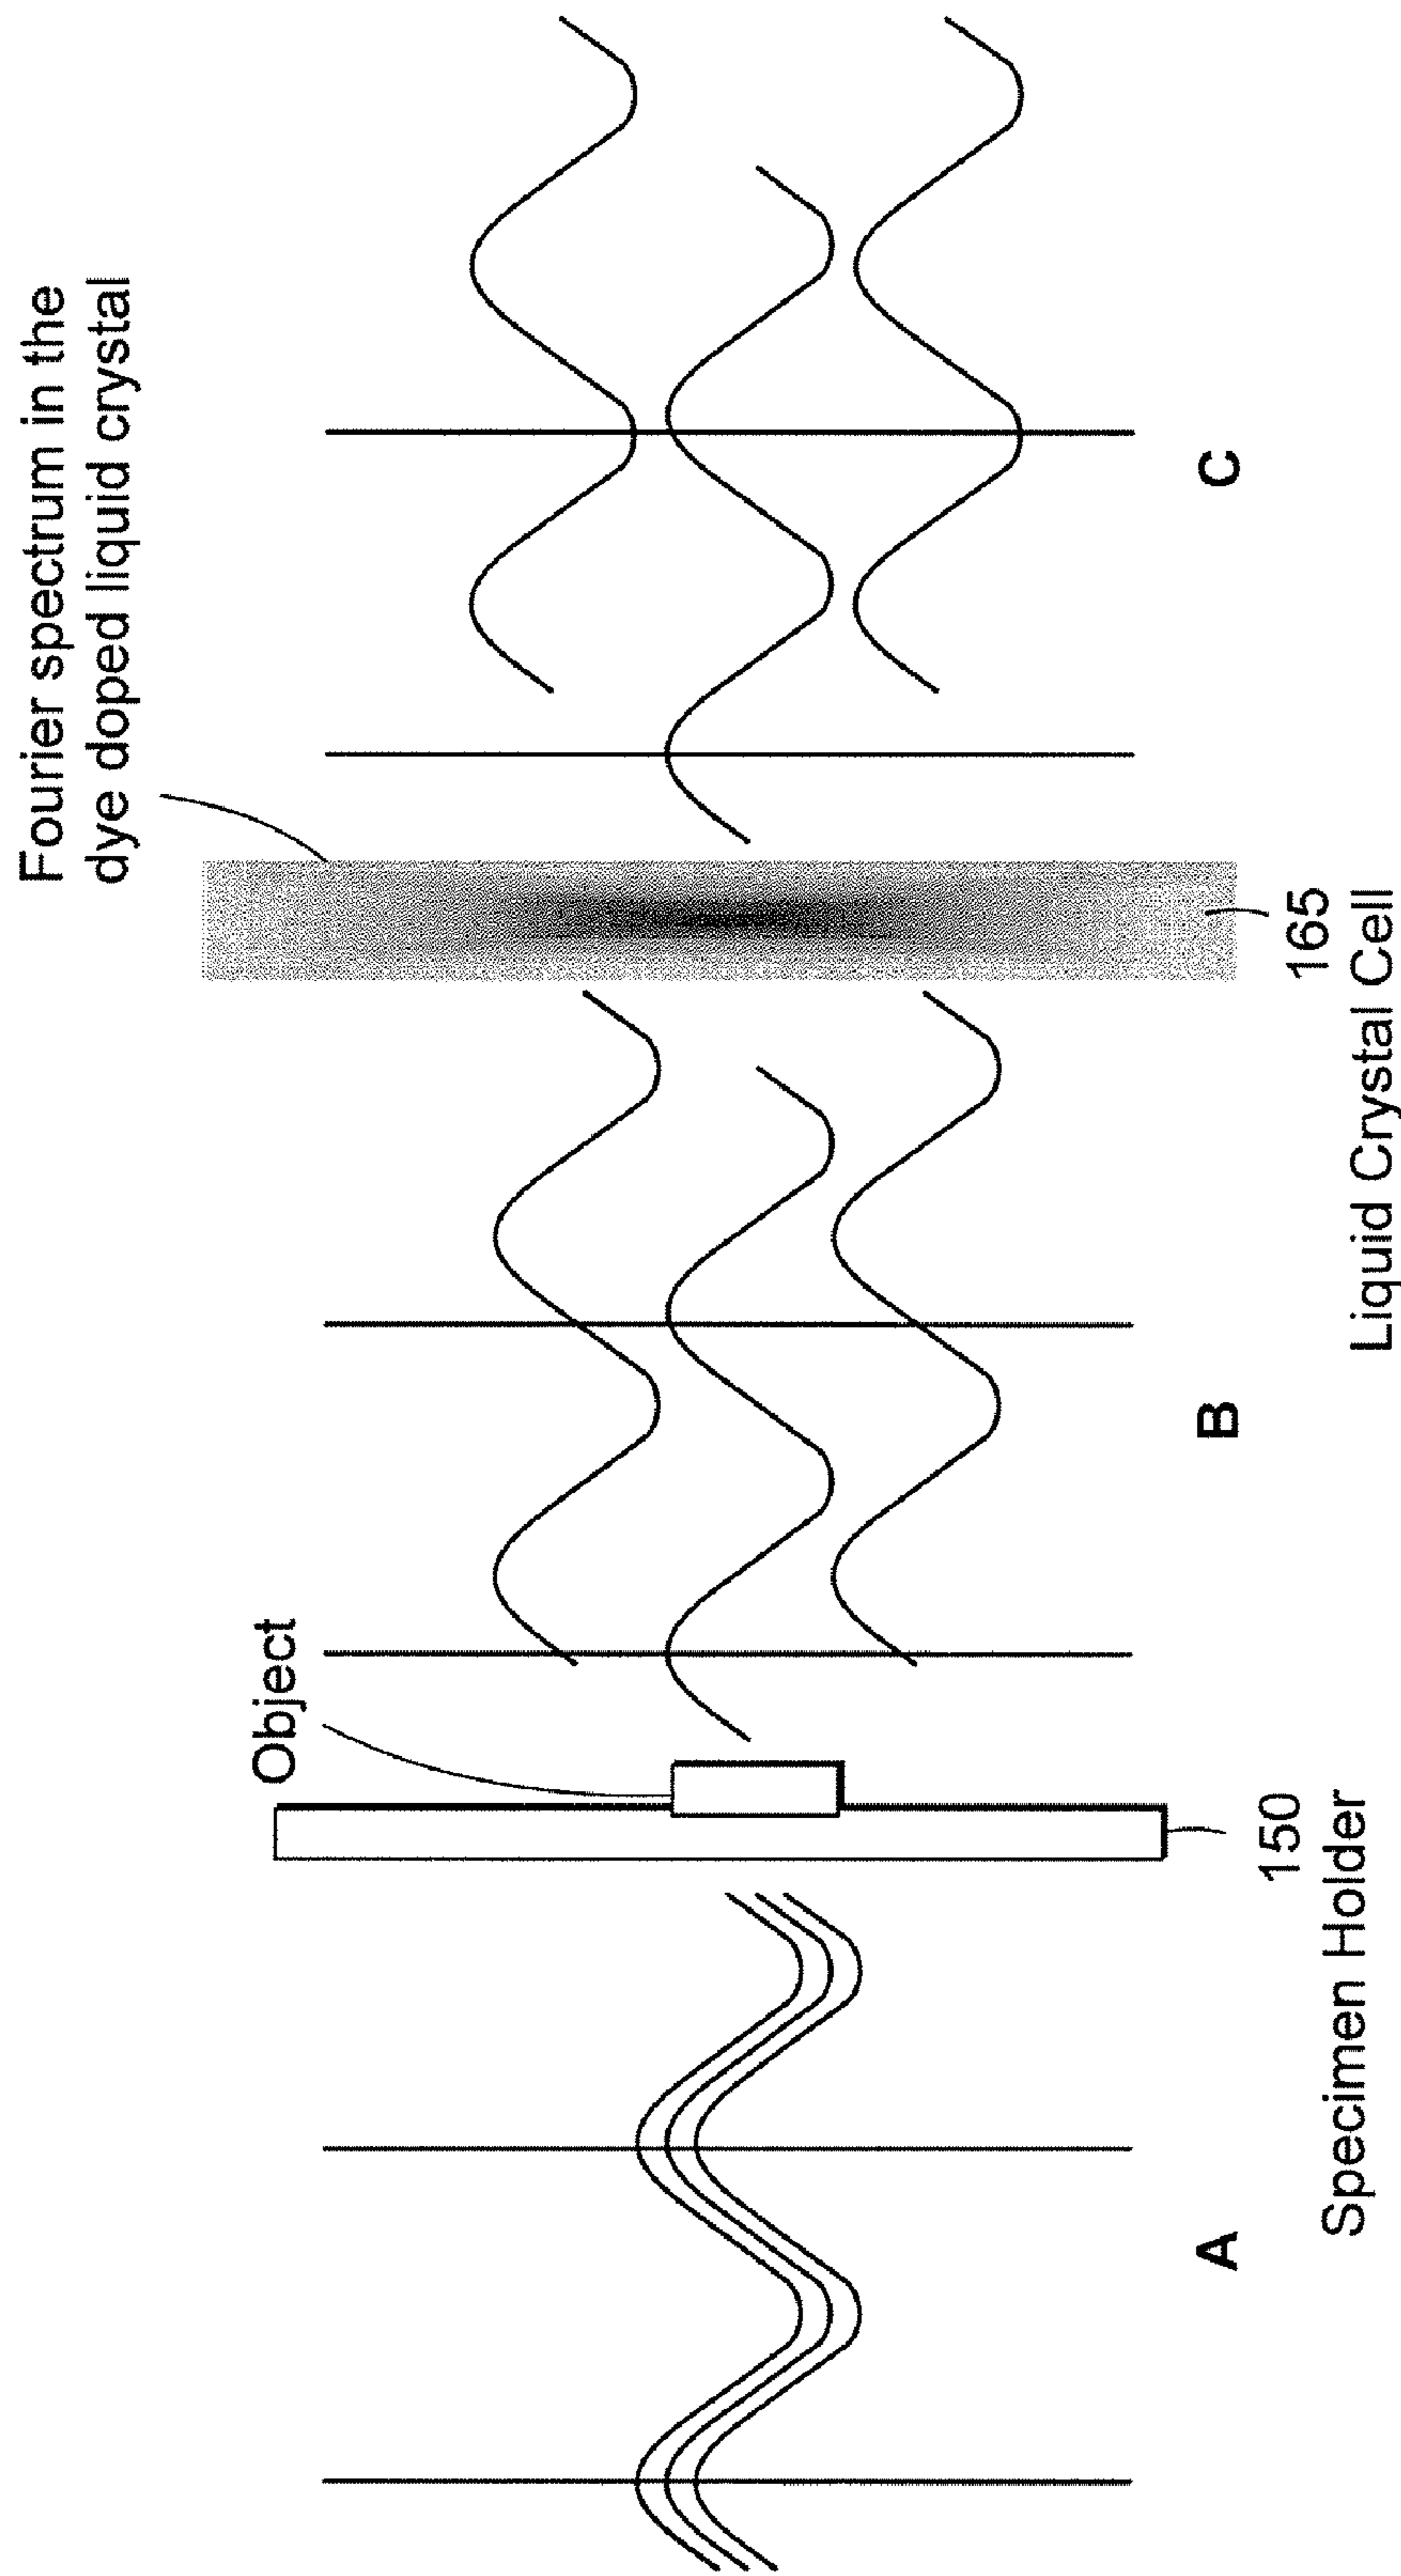 Fourier spectrum in the
dye doped liquid crystal
Object
A
B
C
150
Specimen Holder
165
Liquid Crystal Cell